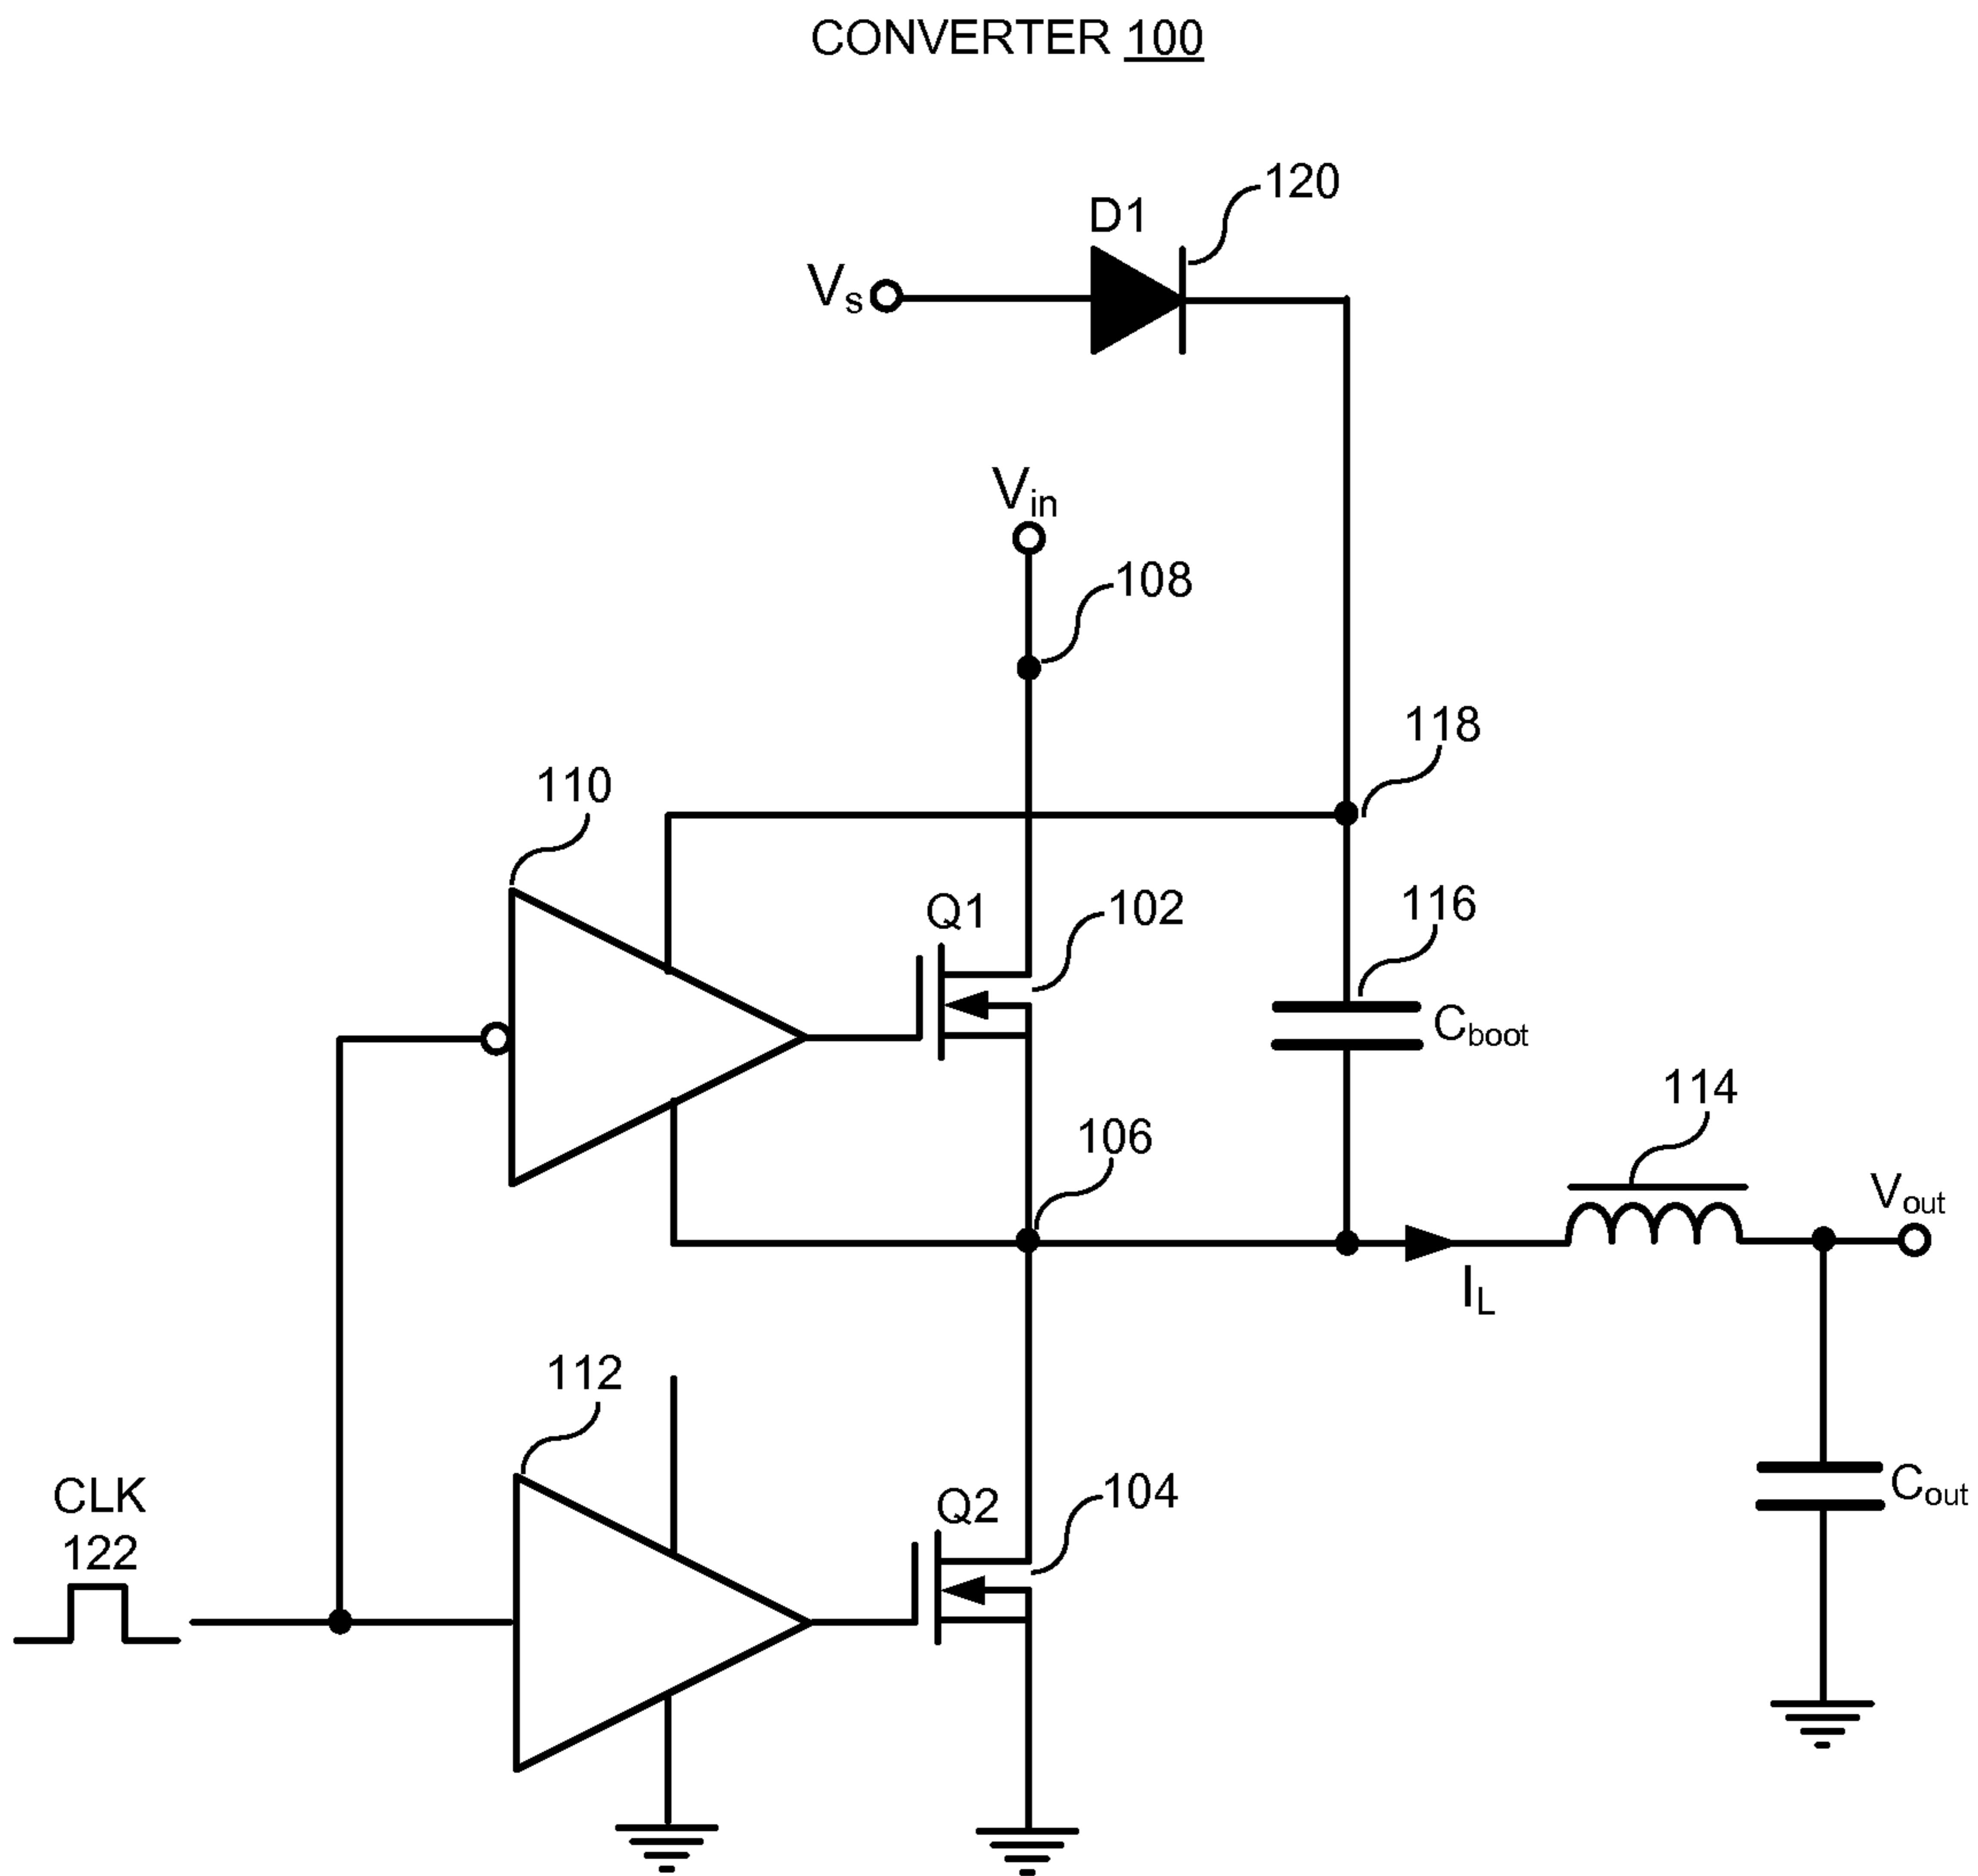 CONVERTER 100
120
D1
Vs
Vin
108
118
110
Q1
102
116
Cboot
106
114
Vout
IL
112
Q2
104
CLK
122
Cout